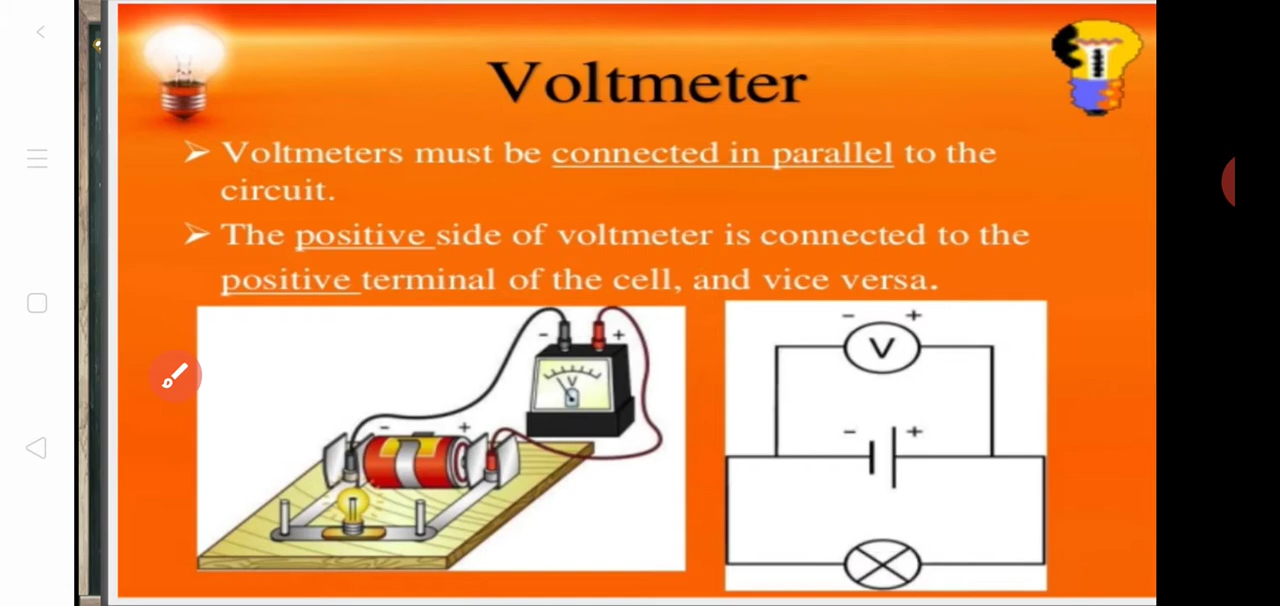 Voltmeter
➢ Voltmeters must be connected in parallel to the
circuit.
➢ The positive side of voltmeter is connected to the
positive terminal of the cell, and vice versa.
- +
V
- +
- +
V
- +